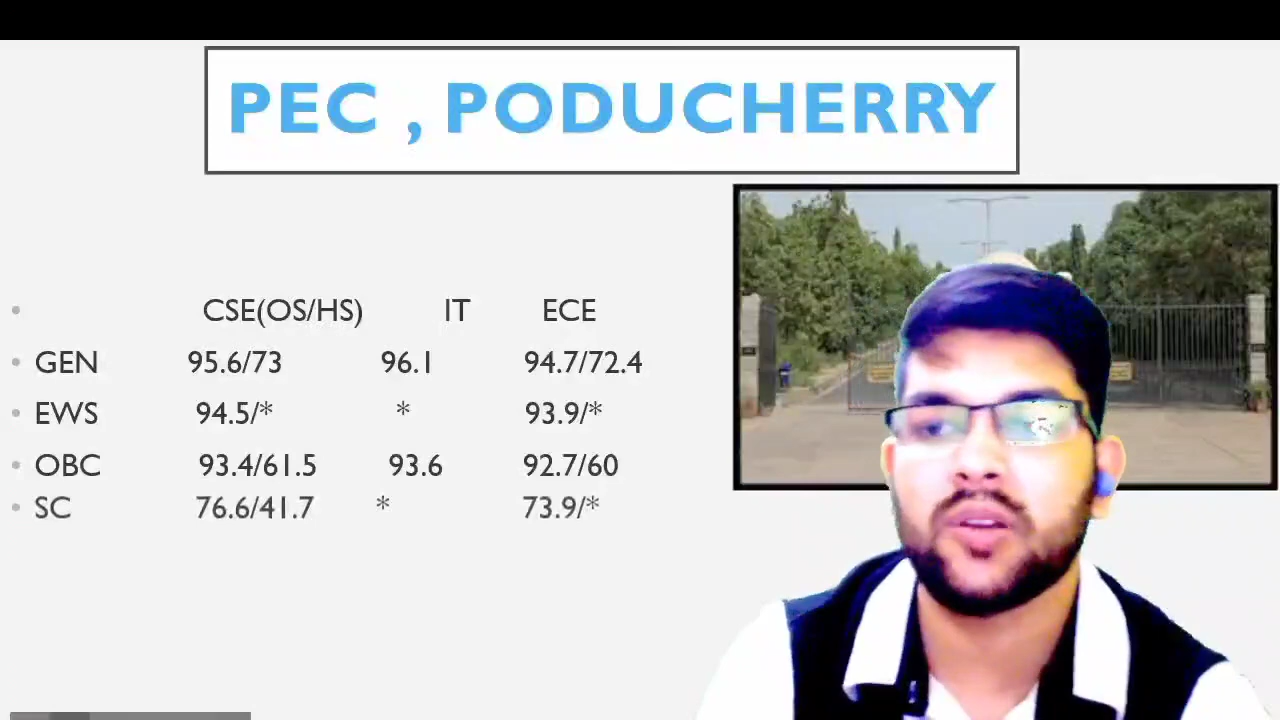 PEC , PODUCHERRY
CSE(OS/HS) IT ECE
GEN 95.6/73 96.1 94.7/72.4
EWS 94.5/* * 93.9/*
OBC 93.4/61.5 93.6 92.7/60
SC 76.6/41.7 * 73.9/*